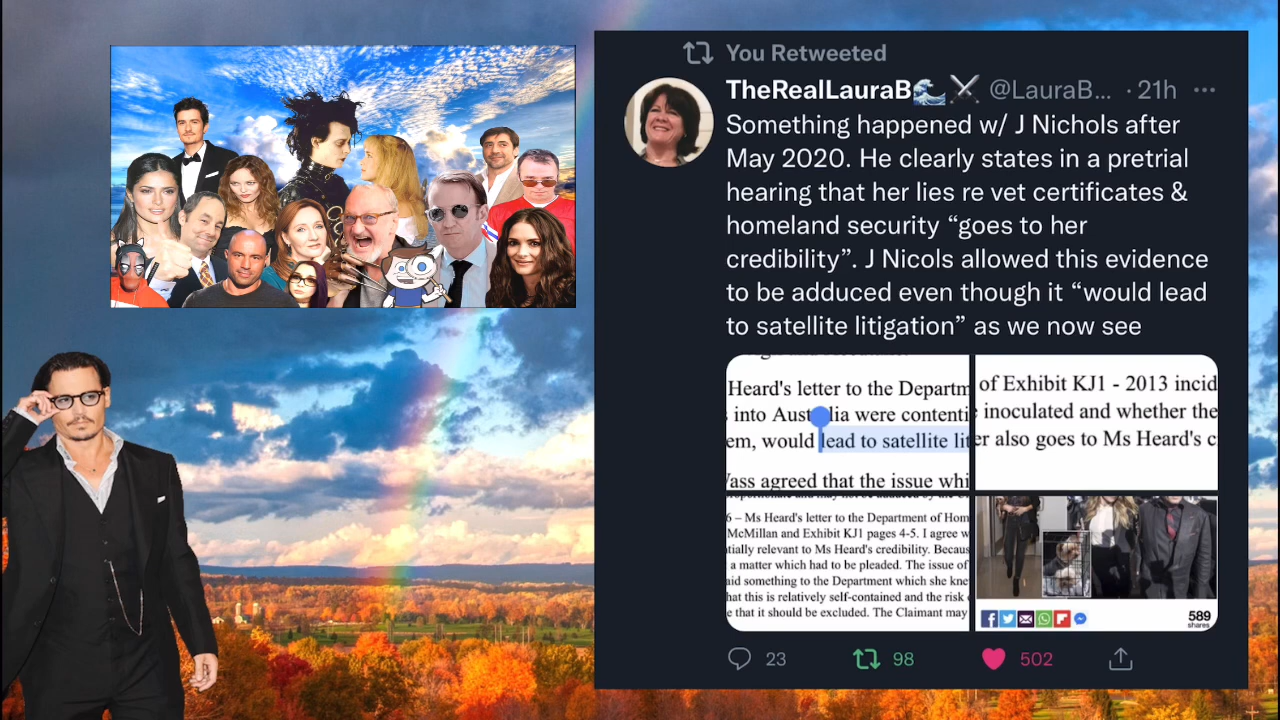 You Retweeted
TheRealLauraB🌊⚔️ @LauraB... · 21h ...
Something happened w/ J Nichols after
May 2020. He clearly states in a pretrial
hearing that her lies re vet certificates &
homeland security “goes to her
credibility”. J Nicols allowed this evidence
to be adduced even though it “would lead
to satellite litigation” as we now see
Heard's letter to the Departm
into Aust lia were contenti
em, would lead to satellite lit
ass agreed that the issue whi
of Exhibit KJ1 - 2013 incid
inoculated and whether the
er also goes to Ms Heard's c
6 – Ms Heard's letter to the Department of Hom
McMillan and Exhibit KJ1 pages 4-5. I agree w
tially relevant to Ms Heard's credibility. Becaus
a matter which had to be pleaded. The issue of
aid something to the Department which she kne
hat this is relatively self-contained and the risk
e that it should be excluded. The Claimant may
589
shares
23
98
502